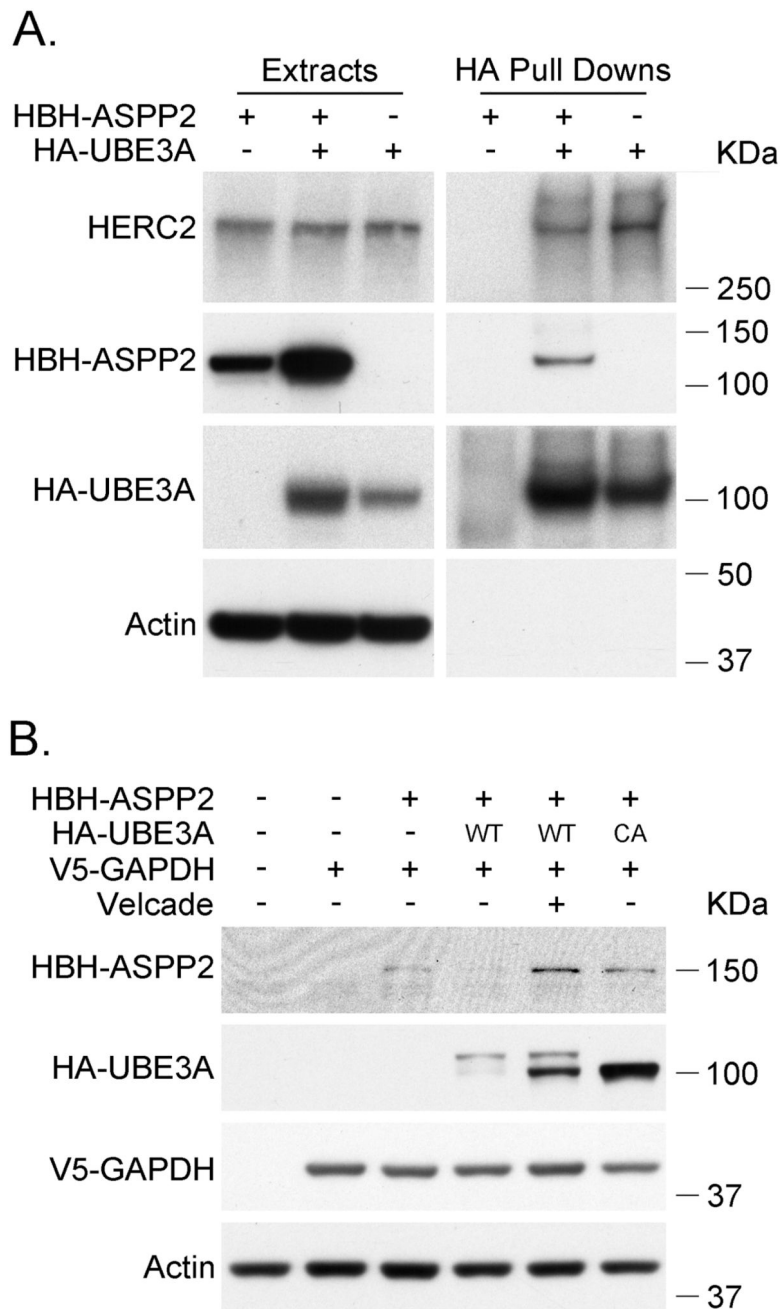 A.
Extracts HA Pull Downs
HBH-ASPP2 + + - + + -
HA-UBE3A - + + - + + KDa
HERC2
250
150
HBH-ASPP2
100
HA-UBE3A
100
50
Actin
37
B.
HBH-ASPP2 - - + + + +
HA-UBE3A - - - WT WT CA
V5-GAPDH - + + + + +
Velcade - - - - + - KDa
HBH-ASPP2 150
HA-UBE3A 100
V5-GAPDH
37
Actin
37